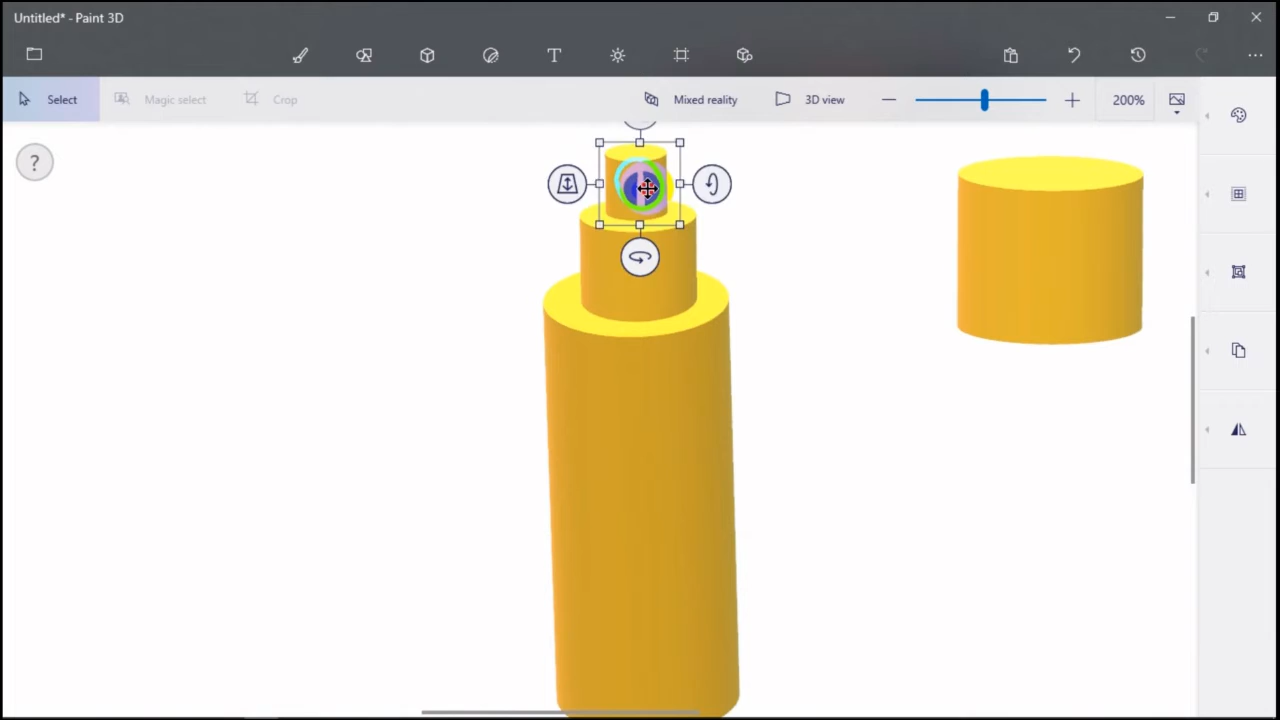 Untitled* - Paint 3D
Select
Magic select
Crop
Mixed reality
3D view
200%
?